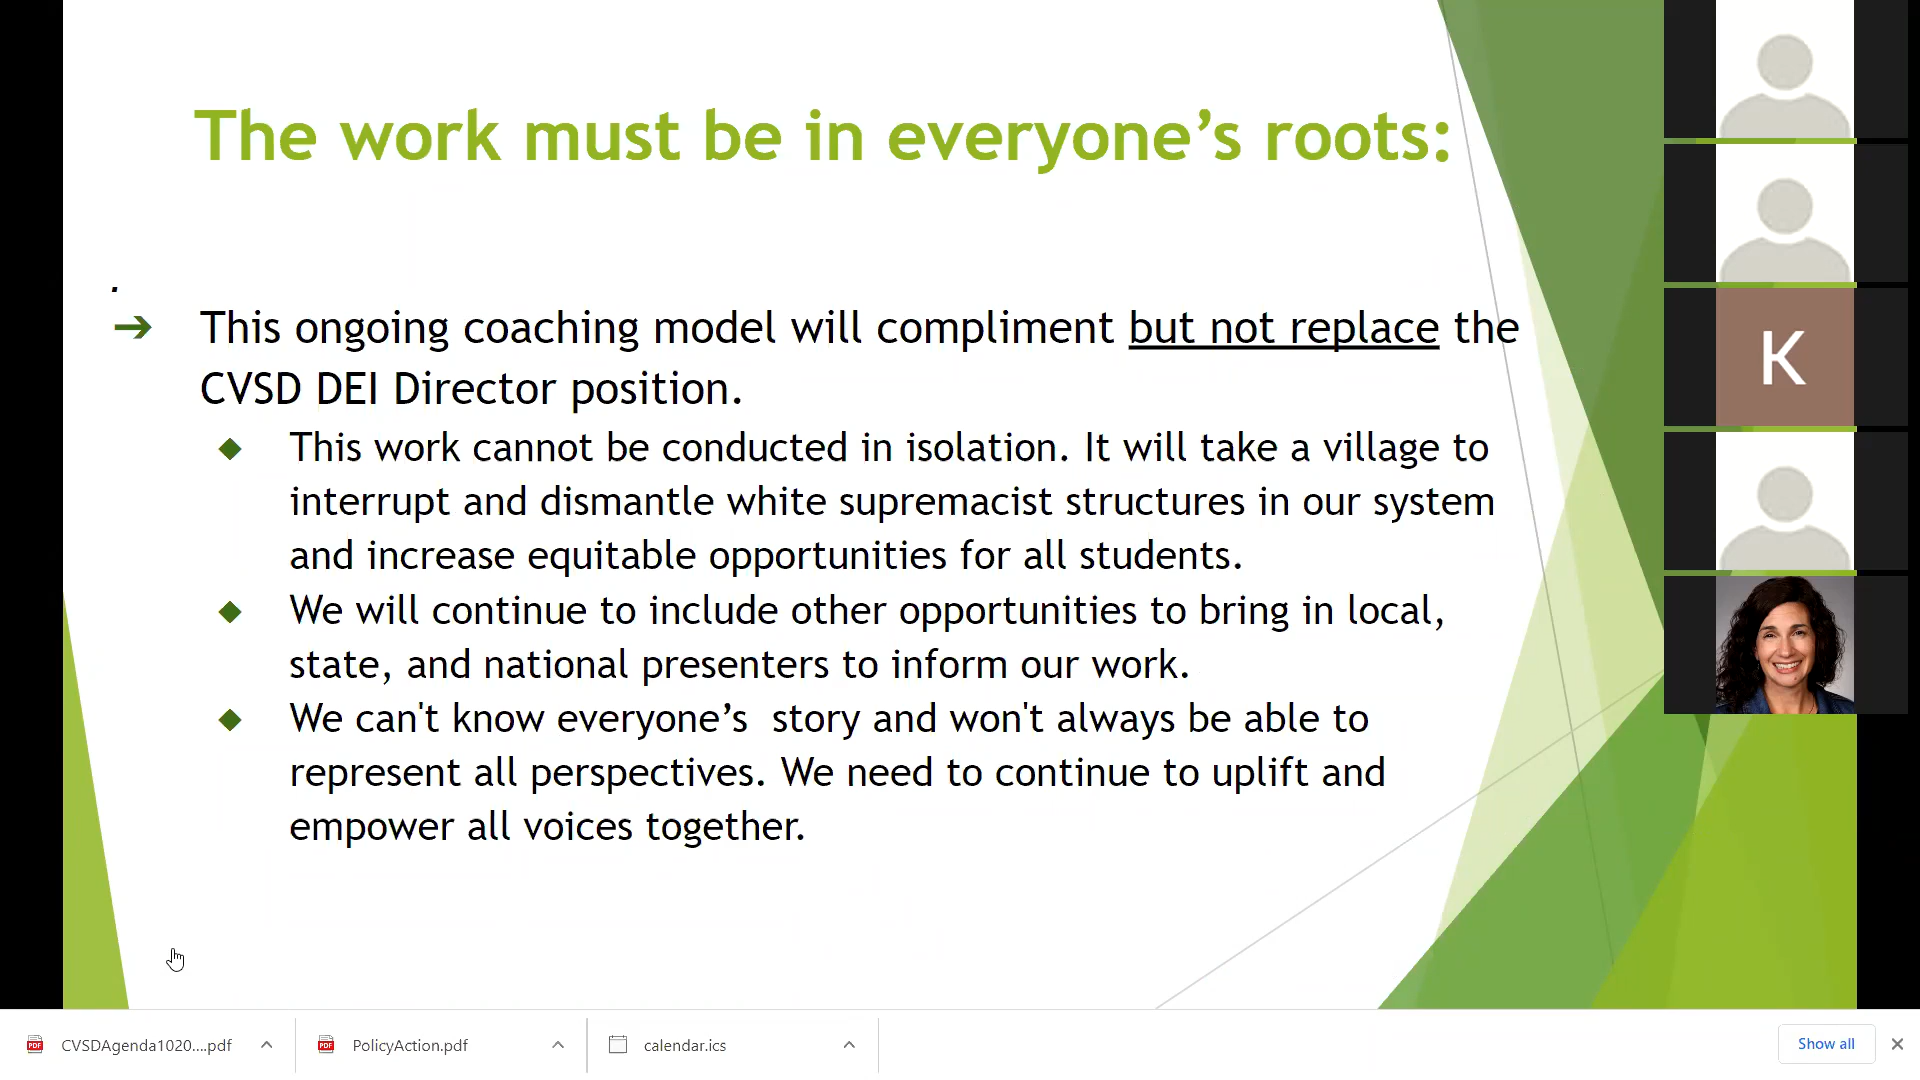 The work must be in everyone’s roots:
.
➔ This ongoing coaching model will compliment but not replace the
CVSD DEI Director position.
◆ This work cannot be conducted in isolation. It will take a village to
interrupt and dismantle white supremacist structures in our system
and increase equitable opportunities for all students.
◆ We will continue to include other opportunities to bring in local,
state, and national presenters to inform our work.
◆ We can't know everyone’s  story and won't always be able to
represent all perspectives. We need to continue to uplift and
empower all voices together.
K
PDF CVSDAgenda1020....pdf
PDF PolicyAction.pdf
calendar.ics
Show all